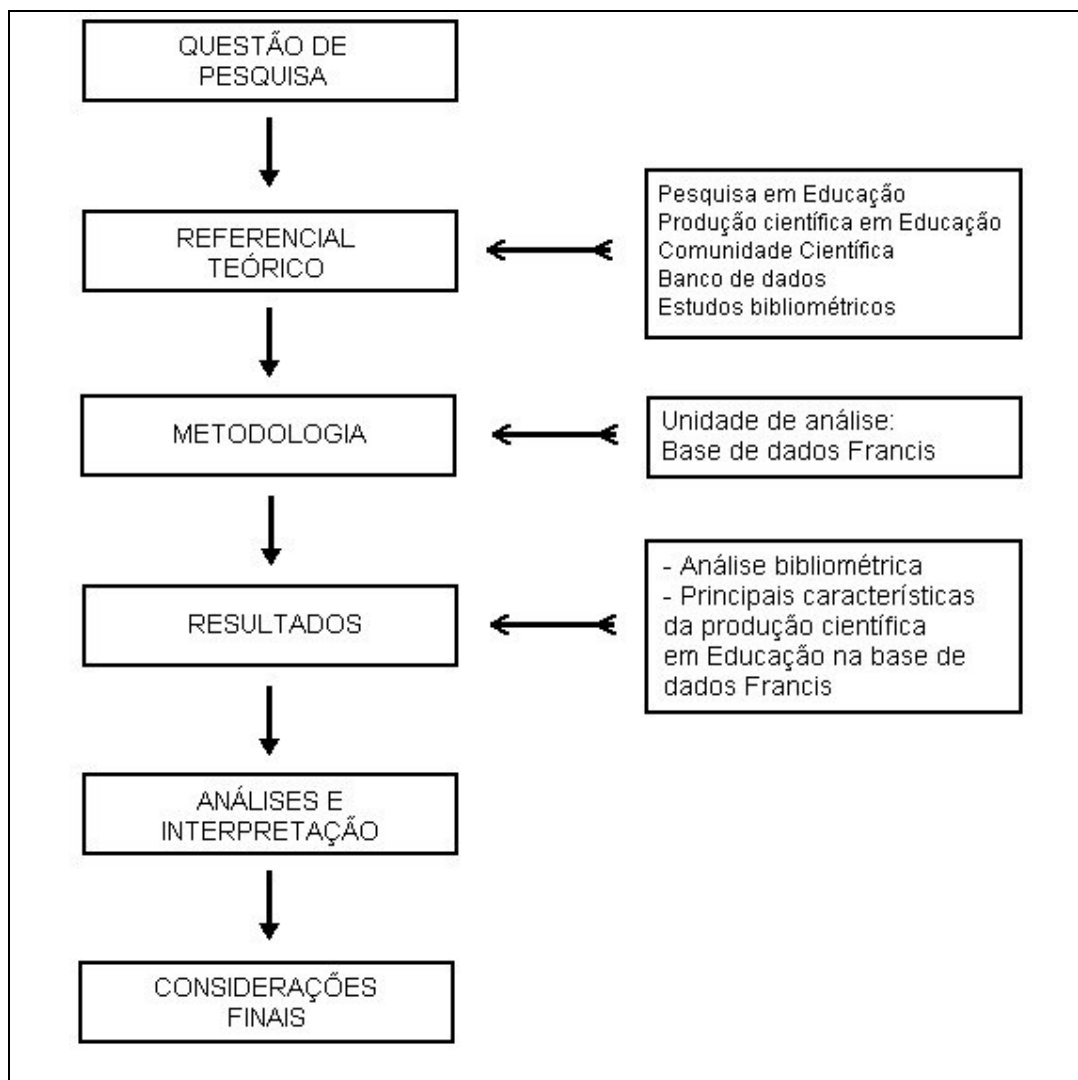 QUESTÃO DE
PESQUISA
REFERENCIAL
TEÓRICO
Pesquisa em Educação
Produção científica em Educação
Comunidade Científica
Banco de dados
Estudos bibliométricos
METODOLOGIA
Unidade de análise:
Base de dados Francis
RESULTADOS
- Análise bibliométrica
- Principais características
da produção científica
em Educação na base de
dados Francis
ANÁLISES E
INTERPRETAÇÃO
CONSIDERAÇÕES
FINAIS